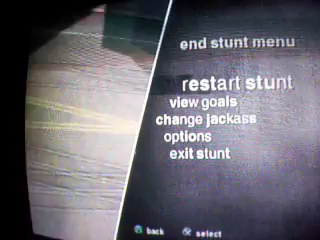 end stunt menu
restart stunt
view goals
change jackass
options
exit stunt
back select